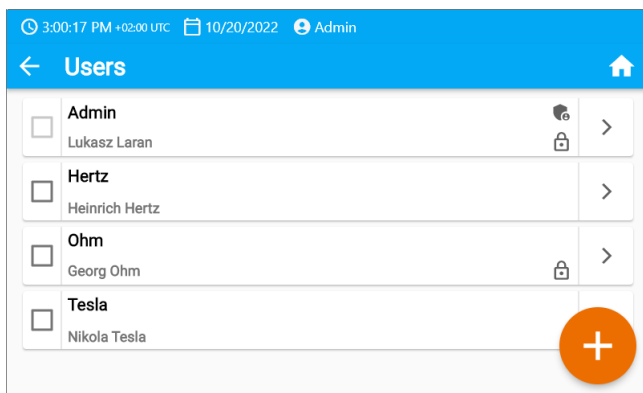 3:00:17 PM +02:00 UTC 10/20/2022 Admin
Users
Admin
Lukasz Laran
Hertz
Heinrich Hertz
Ohm
Georg Ohm
Tesla
Nikola Tesla